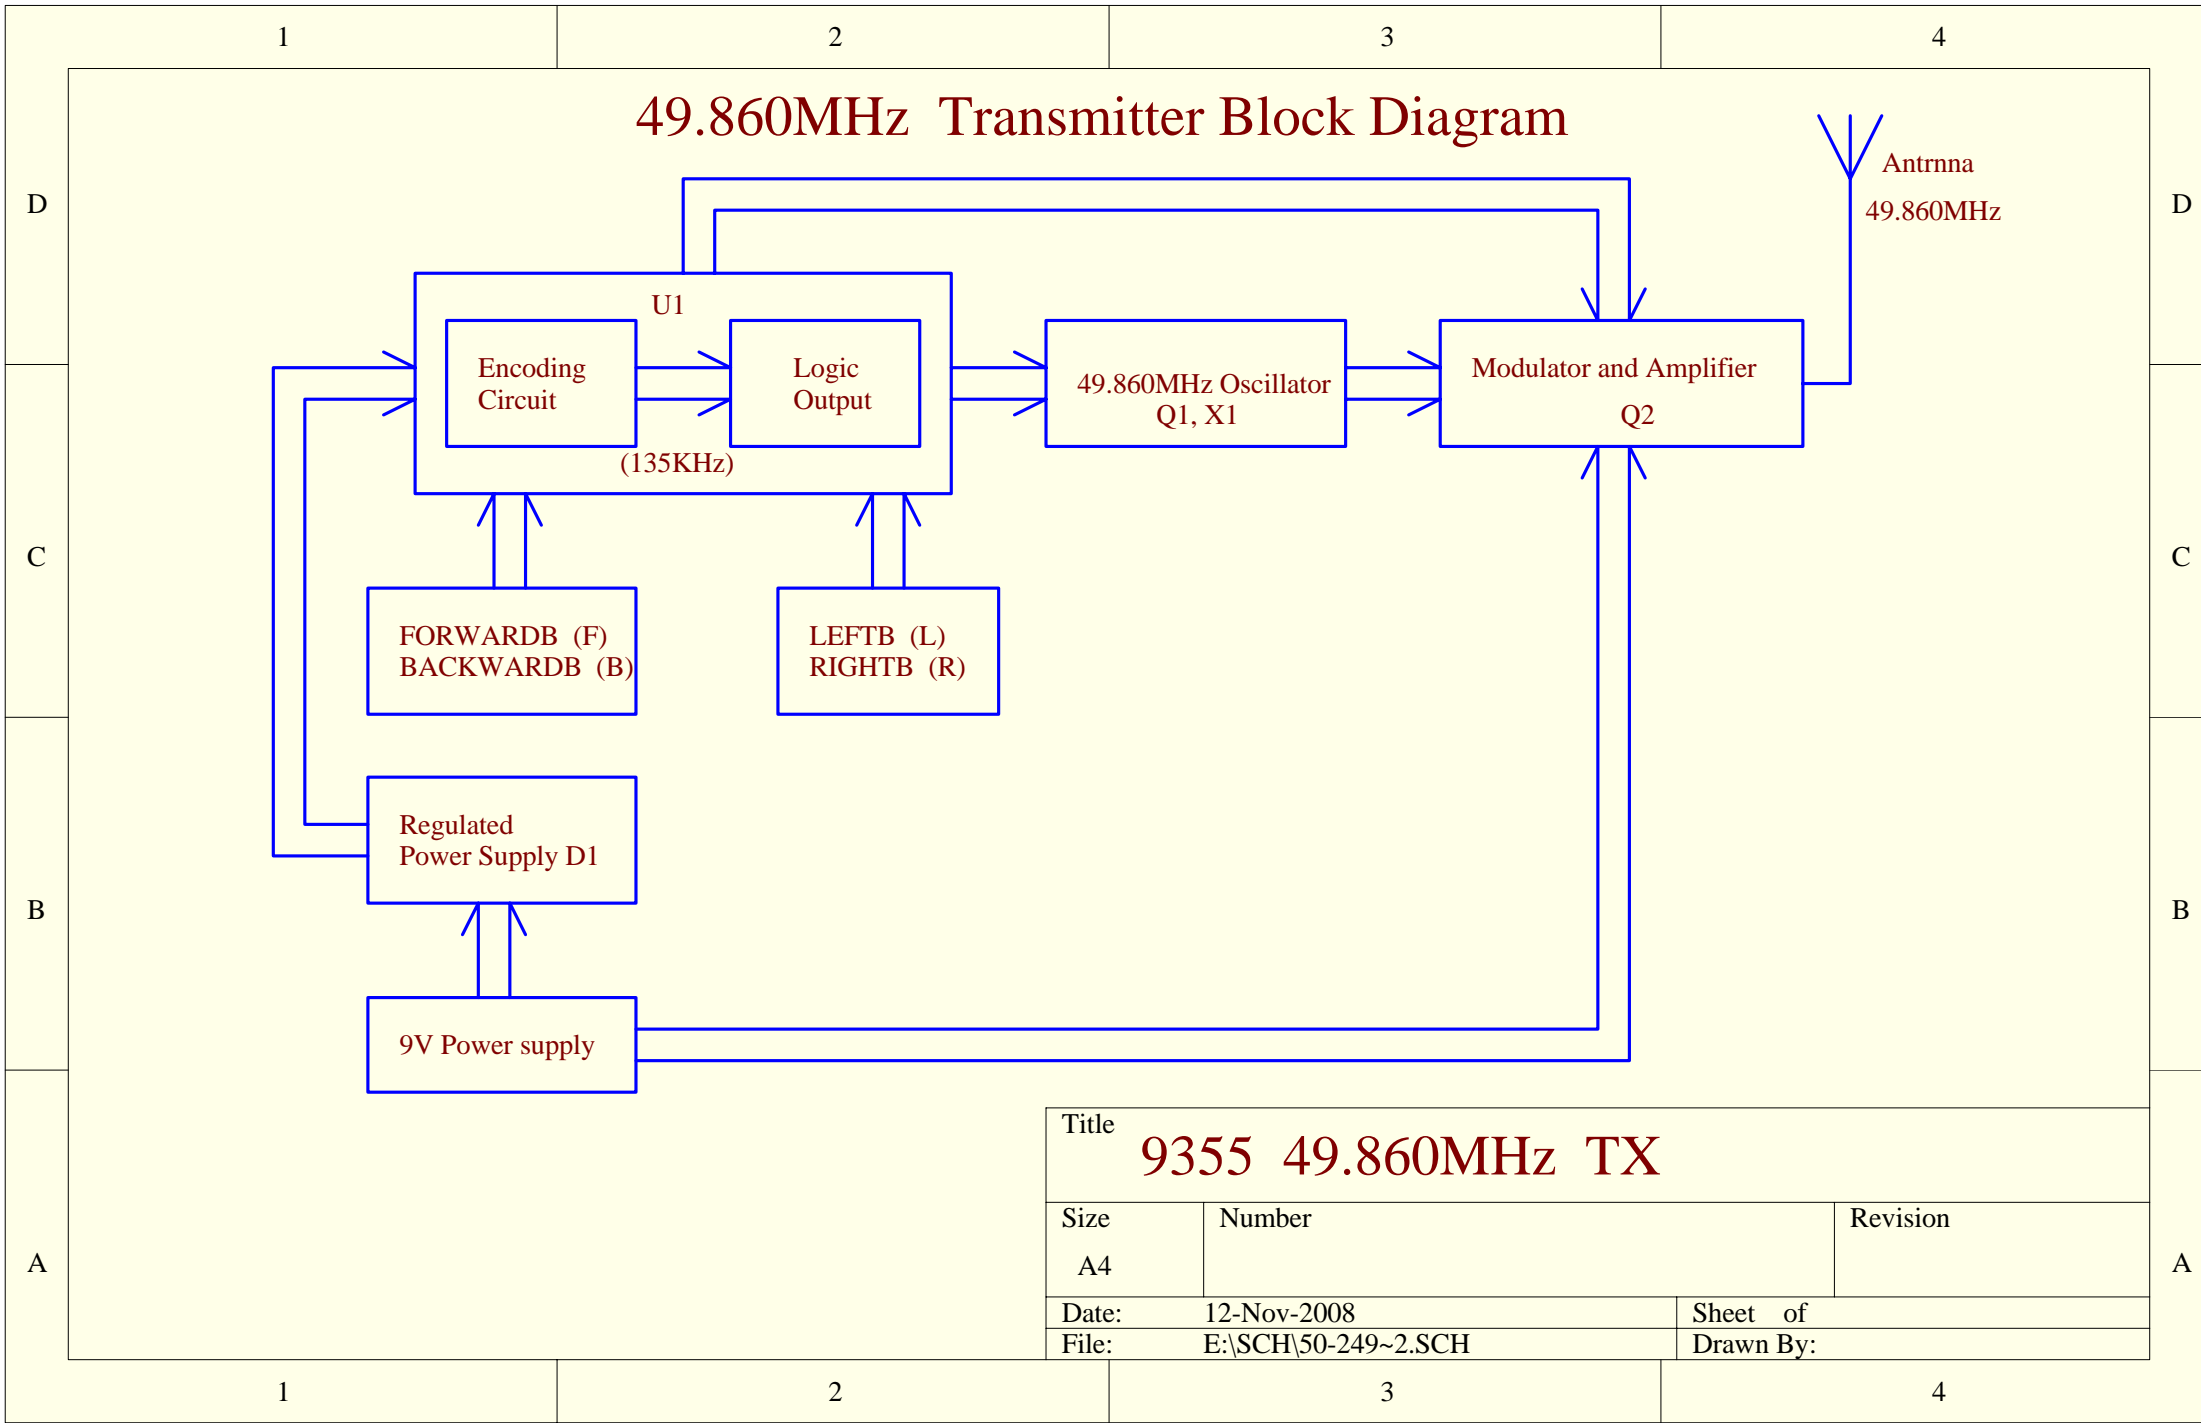 1 2 3 4
49.860MHz Transmitter Block Diagram
Antrnna
49.860MHz
D D
U1
Encoding
Circuit
Logic
Output
(135KHz)
49.860MHz Oscillator
Q1, X1
Modulator and Amplifier
Q2
C C
FORWARDB (F)
BACKWARDB (B)
LEFTB (L)
RIGHTB (R)
Regulated
Power Supply D1
B B
9V Power supply
Title
9355 49.860MHz TX
Size
A4
Number
Revision
A A
Date: 12-Nov-2008
Sheet of
File: E:\SCH\50-249~2.SCH
Drawn By:
1 2 3 4